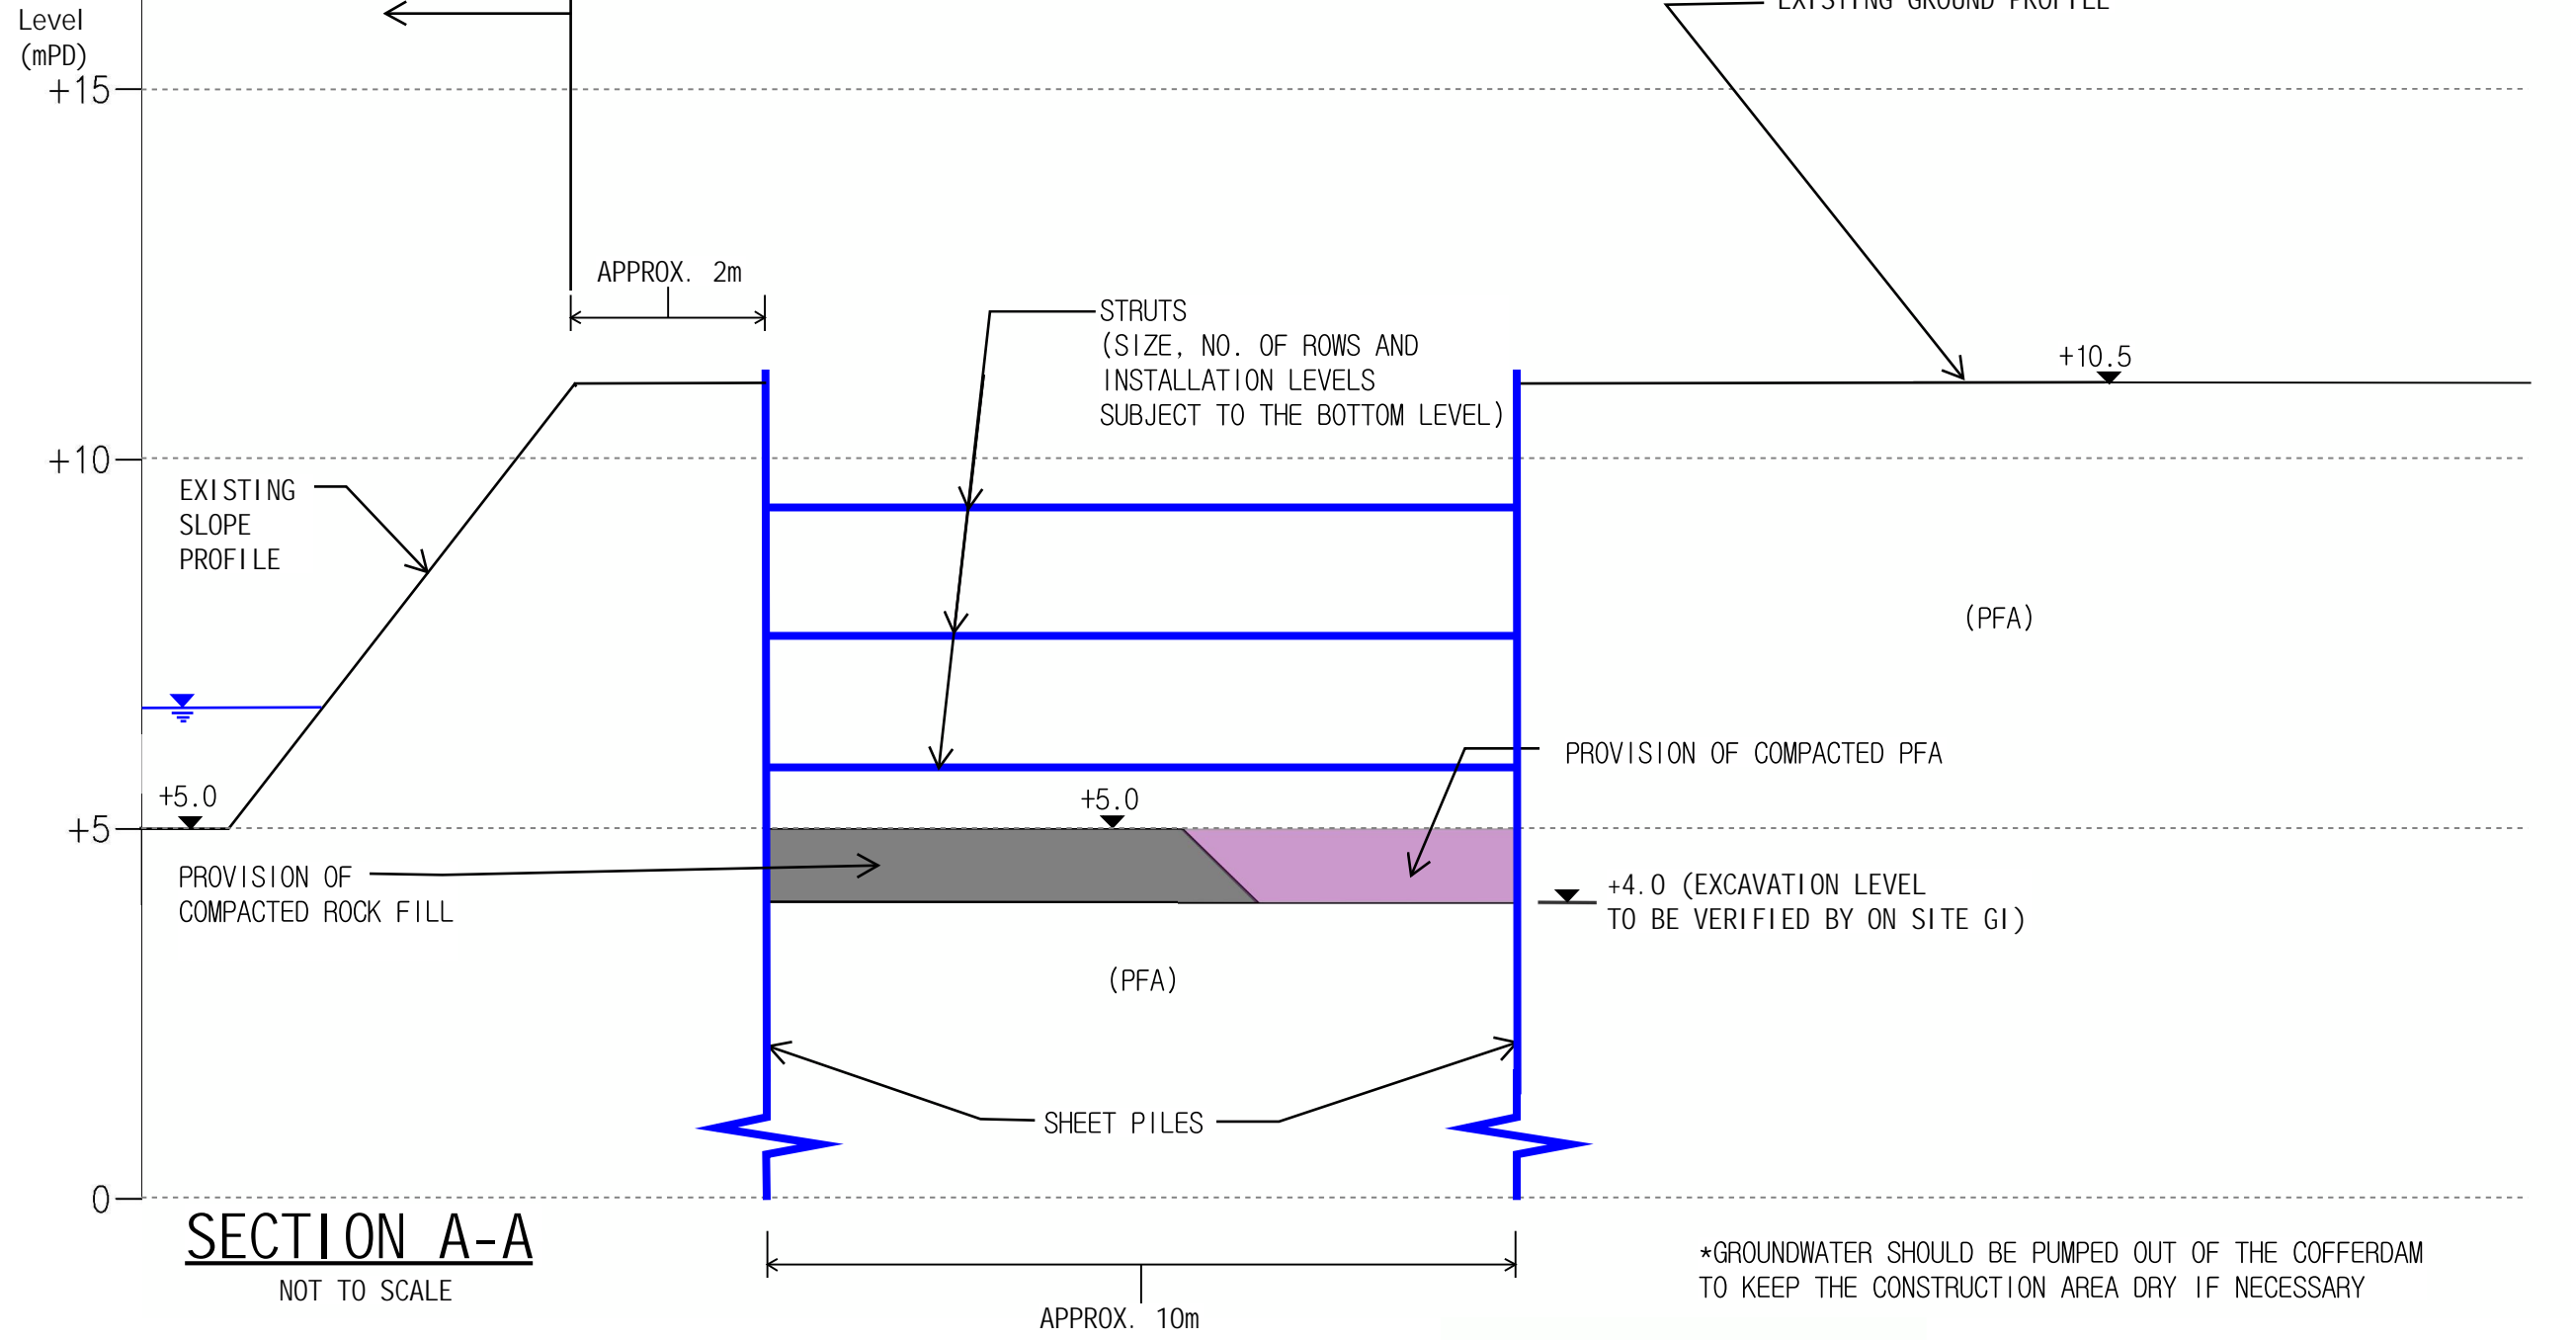 Level
(mPD)
EXISTING GROUND PROFILE
+15
APPROX. 2m
STRUTS
(SIZE, NO. OF ROWS AND
INSTALLATION LEVELS
SUBJECT TO THE BOTTOM LEVEL)
+10.5
+10
EXISTING
SLOPE
PROFILE
(PFA)
PROVISION OF COMPACTED PFA
+5.0
+5.0
+5
PROVISION OF
COMPACTED ROCK FILL
+4.0 (EXCAVATION LEVEL
TO BE VERIFIED BY ON SITE GI)
(PFA)
SHEET PILES
0
SECTION A-A
NOT TO SCALE
APPROX. 10m
*GROUNDWATER SHOULD BE PUMPED OUT OF THE COFFERDAM
TO KEEP THE CONSTRUCTION AREA DRY IF NECESSARY